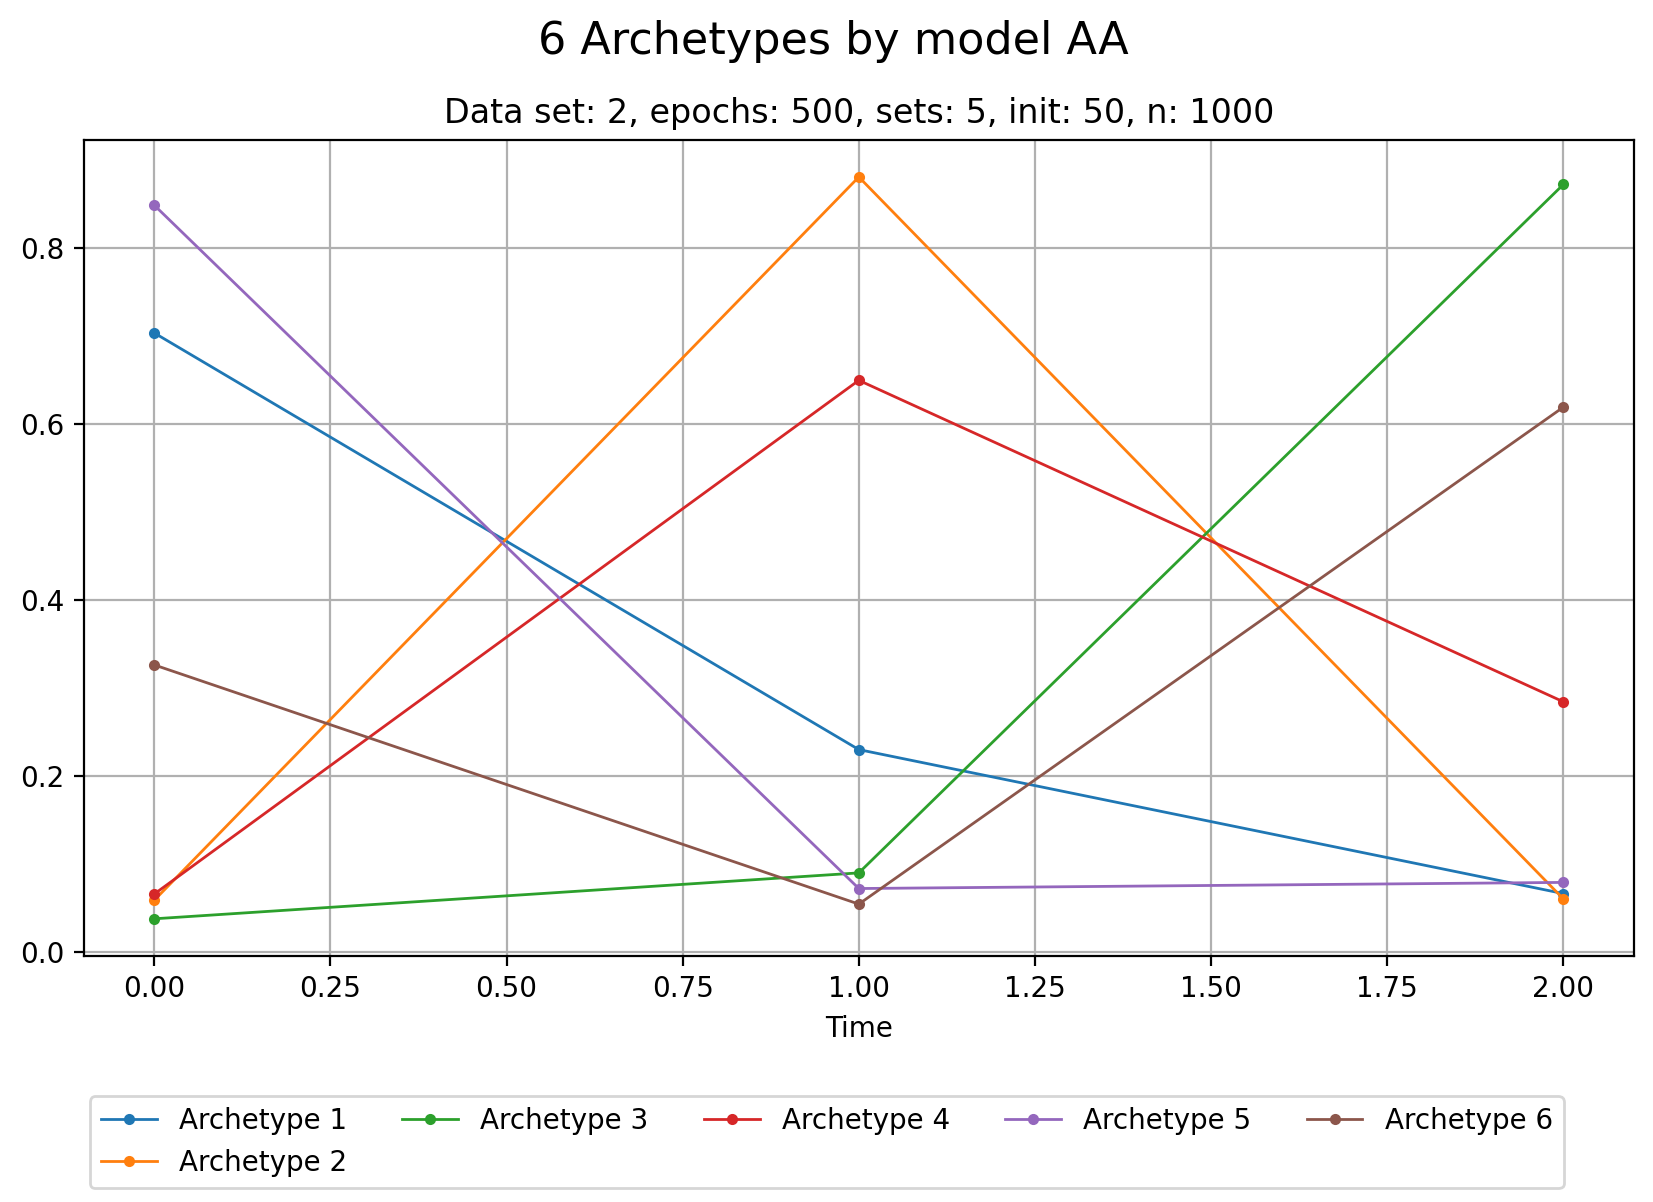 6 Archetypes by model AA
Data set: 2, epochs: 500, sets: 5, init: 50, n: 1000
0.8
0.6
0.4
0.2
0.0
0.00 0.25 0.50 0.75 1.00 1.25 1.50 1.75 2.00
Time
Archetype 1 Archetype 3 Archetype 4 Archetype 5 Archetype 6
Archetype 2